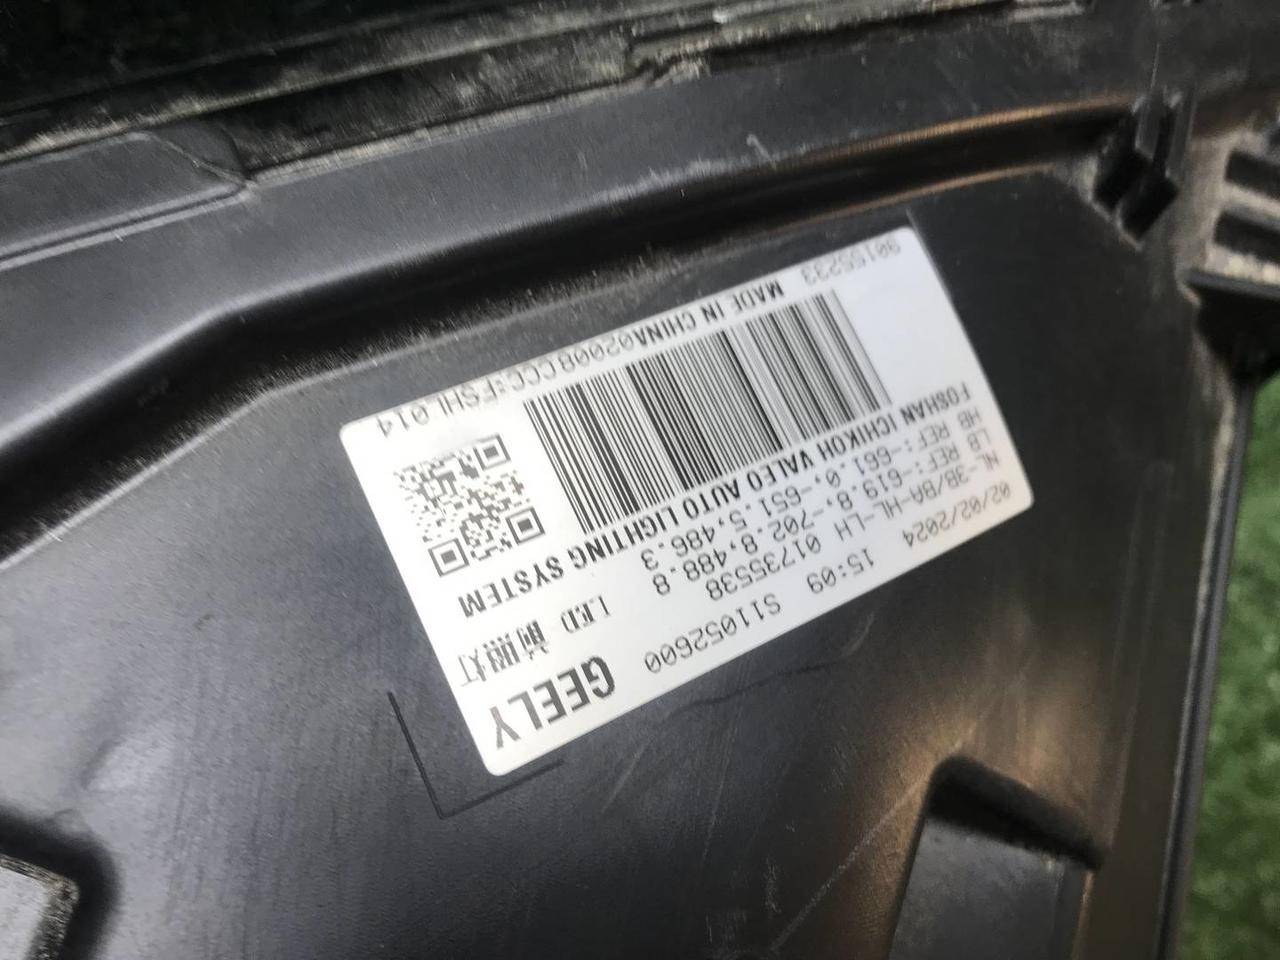 GEELY S11052600 15:09 02/02/2024
LED 前照灯 HL-3B/BA-HL-LH 01735538
LB REF:-619.8,-702.8,488.8
HB REF:-661.0,-651.5,486.3
FOSHAN ICHIKOH VALEO AUTO LIGHTING SYSTEM
MADE IN CHINA02008CCC:FSHL014
90155233